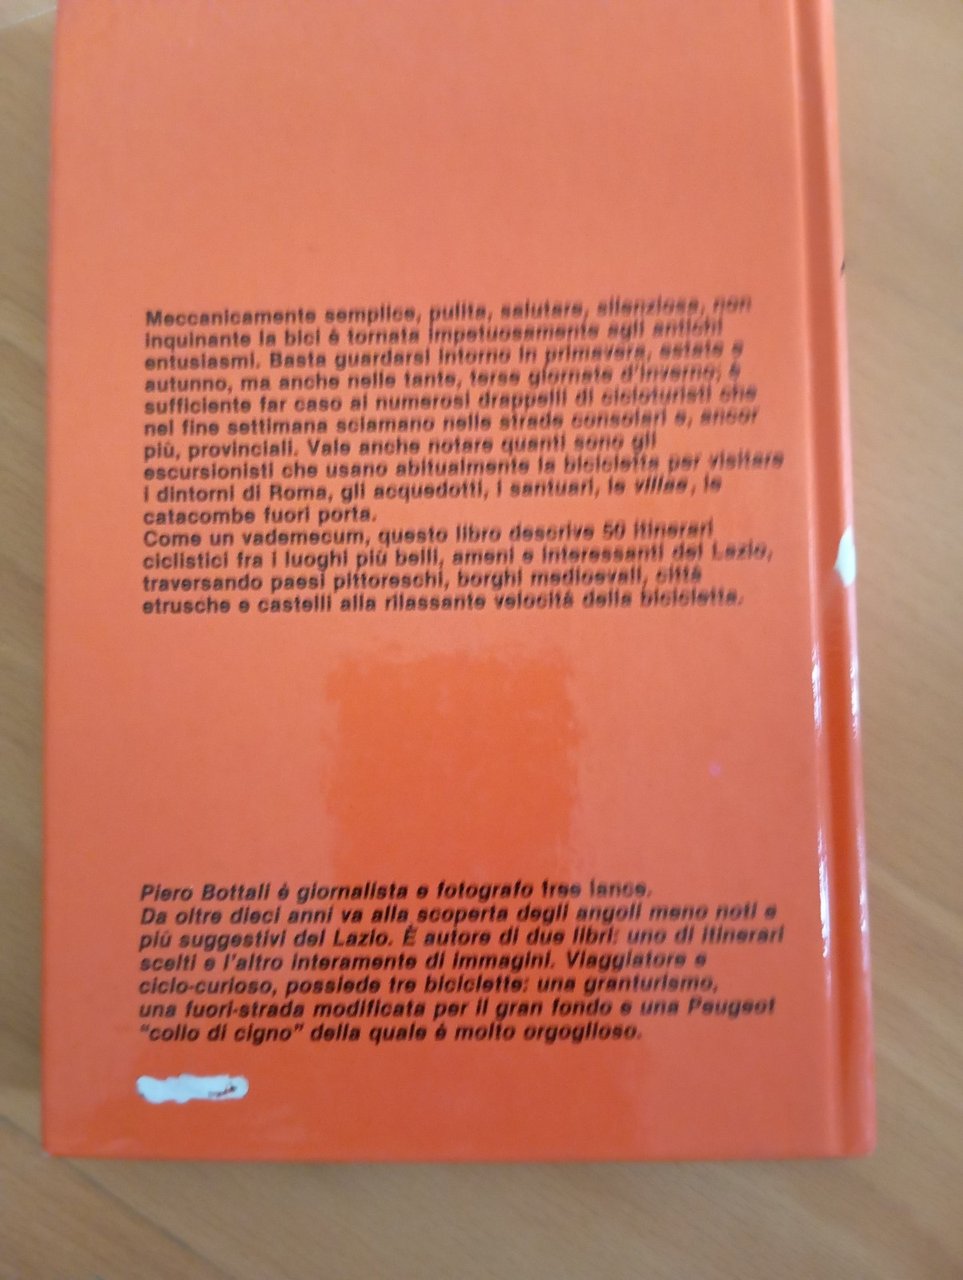 Meccanicamente semplice, pulita, salutare, silenziosa, non
inquinante la bici è tornata impetuosamente agli antichi
entusiasmi. Basta guardarsi intorno in primavera, estate e
autunno, ma anche nelle tante, terse giornate d'inverno; è
sufficiente far caso ai numerosi drappelli di cicloturisti che
nel fine settimana sciamano nelle strade consolari e, ancor
più, provinciali. Vale anche notare quanti sono gli
escursionisti che usano abitualmente la bicicletta per visitare
i dintorni di Roma, gli acquedotti, i santuari, le villae, le
catacombe fuori porta.
Come un vademecum, questo libro descrive 50 itinerari
ciclistici fra i luoghi più belli, ameni e interessanti del Lazio,
traversando paesi pittoreschi, borghi medioevali, città
etrusche e castelli alla rilassante velocità della bicicletta.
Piero Bottali è giornalista e fotografo free lance.
Da oltre dieci anni va alla scoperta degli angoli meno noti e
più suggestivi del Lazio. È autore di due libri: uno di itinerari
scelti e l'altro interamente di immagini. Viaggiatore e
ciclo-curioso, possiede tre biciclette: una granturismo,
una fuori-strada modificata per il gran fondo e una Peugeot
"collo di cigno" della quale è molto orgoglioso.